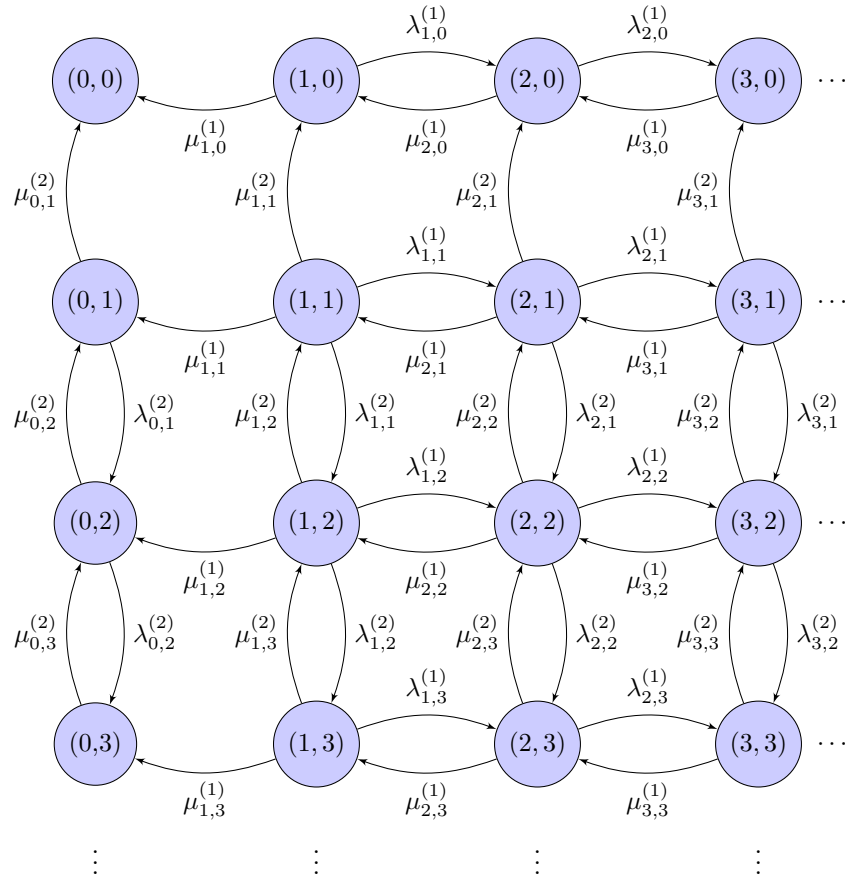 λ_{1,0}^{(1)} λ_{2,0}^{(1)}
(0, 0) (1, 0) (2, 0) (3, 0) ⋯
μ_{1,0}^{(1)} μ_{2,0}^{(1)} μ_{3,0}^{(1)}
μ_{0,1}^{(2)} μ_{1,1}^{(2)} μ_{2,1}^{(2)} μ_{3,1}^{(2)}
λ_{1,1}^{(1)} λ_{2,1}^{(1)}
(0, 1) (1, 1) (2, 1) (3, 1) ⋯
μ_{1,1}^{(1)} μ_{2,1}^{(1)} μ_{3,1}^{(1)}
μ_{0,2}^{(2)} λ_{0,1}^{(2)} μ_{1,2}^{(2)} λ_{1,1}^{(2)} μ_{2,2}^{(2)} λ_{2,1}^{(2)} μ_{3,2}^{(2)} λ_{3,1}^{(2)}
λ_{1,2}^{(1)} λ_{2,2}^{(1)}
(0,2) (1, 2) (2, 2) (3, 2) ⋯
μ_{1,2}^{(1)} μ_{2,2}^{(1)} μ_{3,2}^{(1)}
μ_{0,3}^{(2)} λ_{0,2}^{(2)} μ_{1,3}^{(2)} λ_{1,2}^{(2)} μ_{2,3}^{(2)} λ_{2,2}^{(2)} μ_{3,3}^{(2)} λ_{3,2}^{(2)}
λ_{1,3}^{(1)} λ_{2,3}^{(1)}
(0,3) (1, 3) (2, 3) (3, 3) ⋯
μ_{1,3}^{(1)} μ_{2,3}^{(1)} μ_{3,3}^{(1)}
⋮ ⋮ ⋮ ⋮